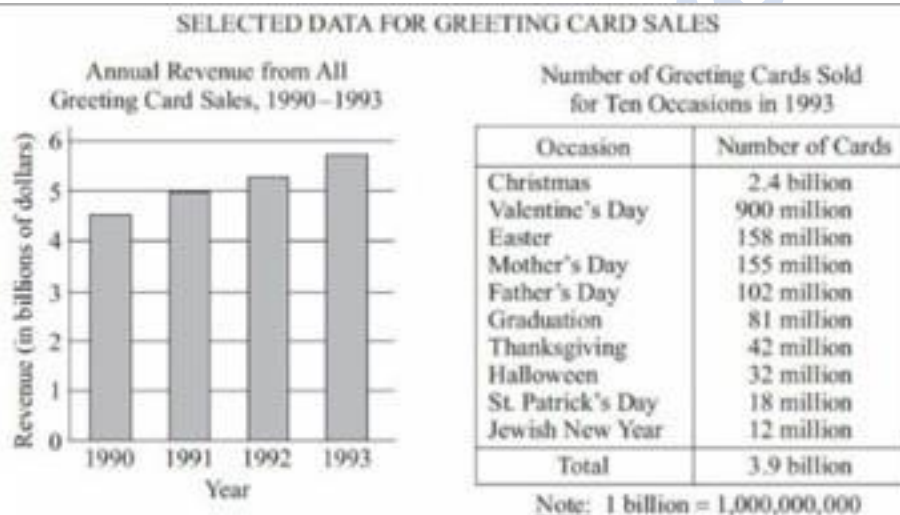 SELECTED DATA FOR GREETING CARD SALES
Annual Revenue from All
Greeting Card Sales, 1990–1993
Revenue (in billions of dollars)
6
5
4
3
2
1
0
1990 1991 1992 1993
Year
Number of Greeting Cards Sold
for Ten Occasions in 1993
Occasion Number of Cards
Christmas 2.4 billion
Valentine's Day 900 million
Easter 158 million
Mother's Day 155 million
Father's Day 102 million
Graduation 81 million
Thanksgiving 42 million
Halloween 32 million
St. Patrick's Day 18 million
Jewish New Year 12 million
Total 3.9 billion
Note: 1 billion = 1,000,000,000